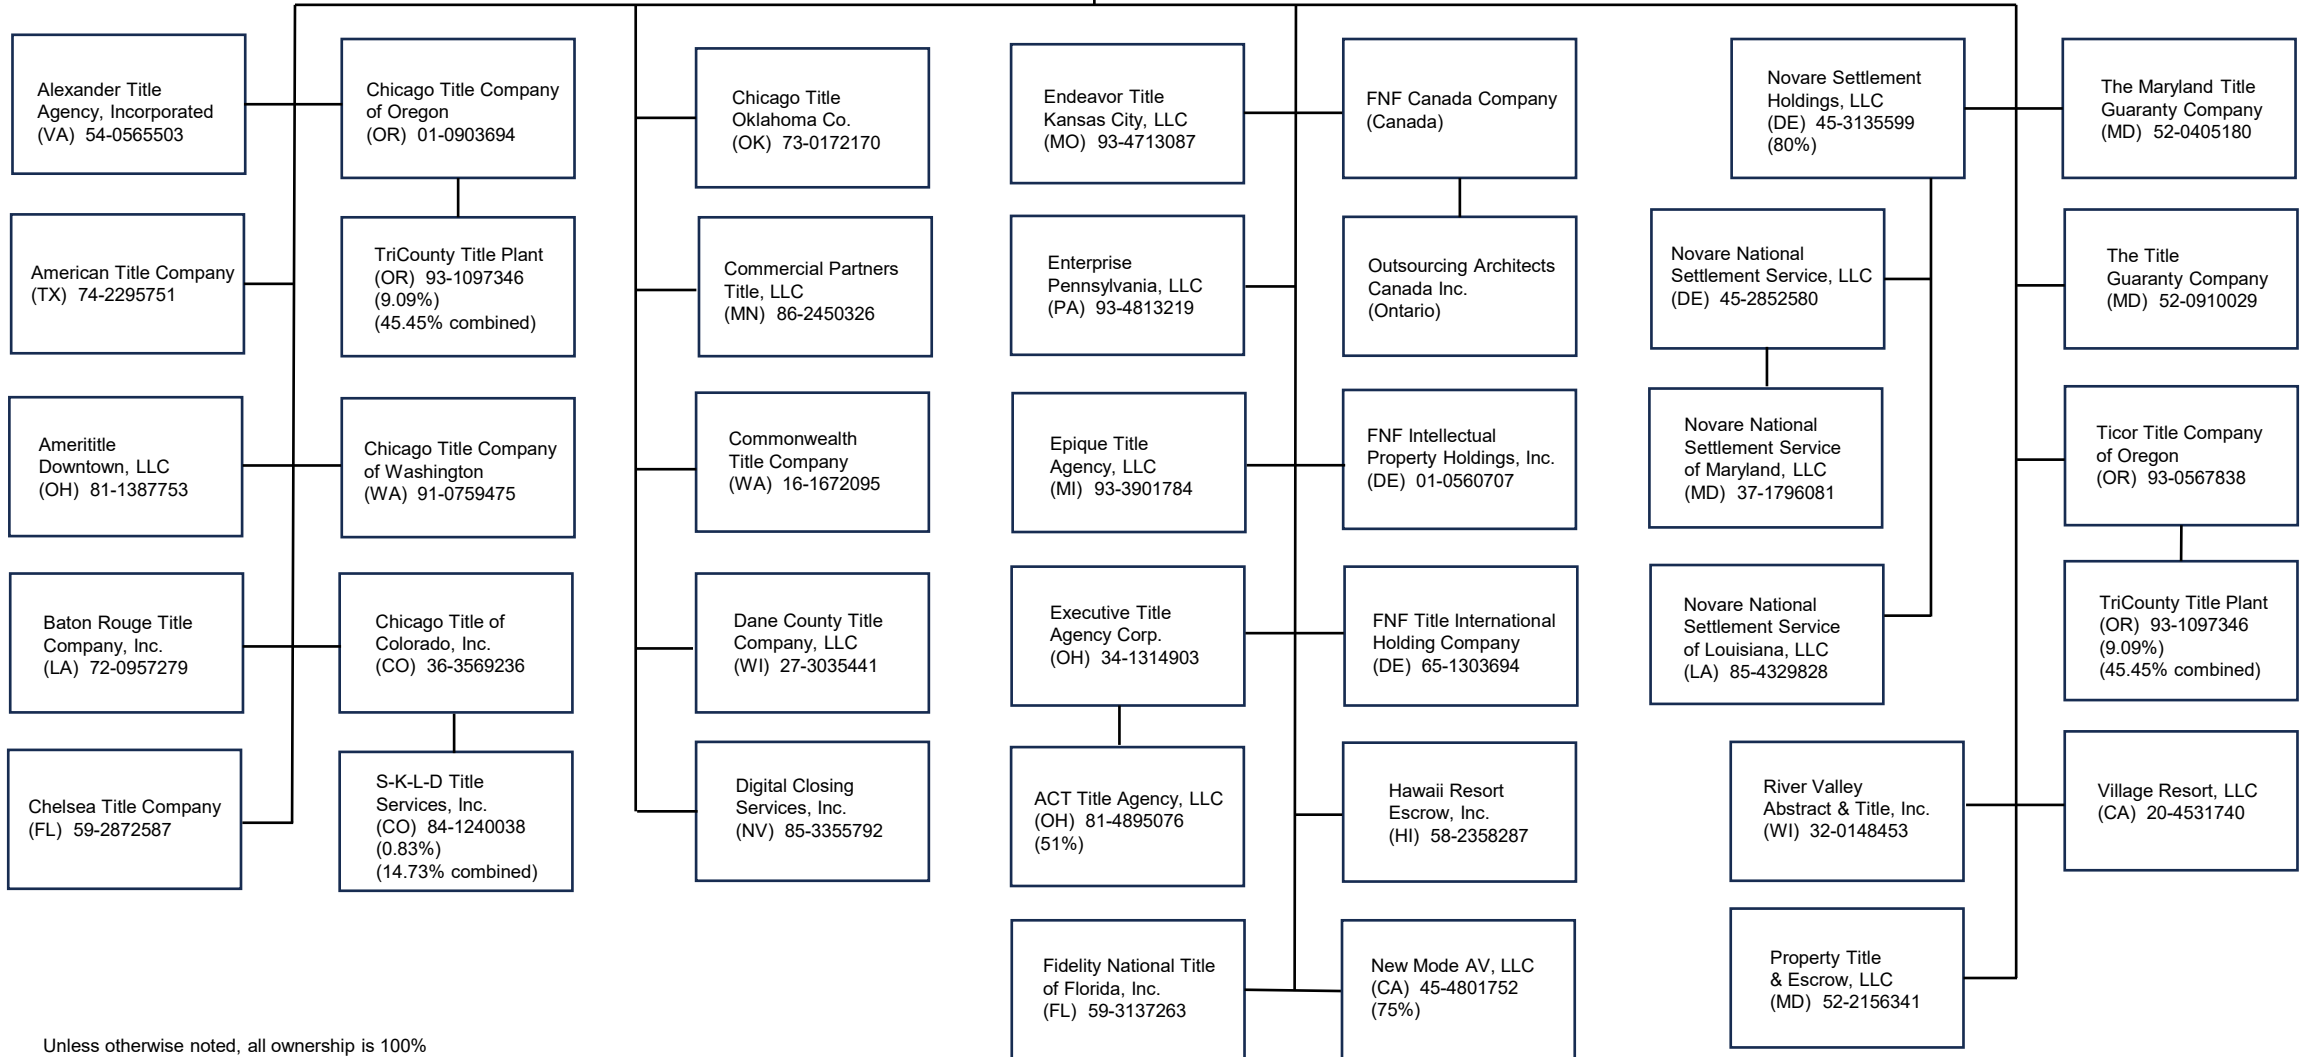 Alexander Title
Agency, Incorporated
(VA) 54-0565503
American Title Company
(TX) 74-2295751
Amerititle
Downtown, LLC
(OH) 81-1387753
Baton Rouge Title
Company, Inc.
(LA) 72-0957279
Chelsea Title Company
(FL) 59-2872587
Chicago Title Company
of Oregon
(OR) 01-0903694
TriCounty Title Plant
(OR) 93-1097346
(9.09%)
(45.45% combined)
Chicago Title Company
of Washington
(WA) 91-0759475
Chicago Title of
Colorado, Inc.
(CO) 36-3569236
S-K-L-D Title
Services, Inc.
(CO) 84-1240038
(0.83%)
(14.73% combined)
Chicago Title
Oklahoma Co.
(OK) 73-0172170
Commercial Partners
Title, LLC
(MN) 86-2450326
Commonwealth
Title Company
(WA) 16-1672095
Dane County Title
Company, LLC
(WI) 27-3035441
Digital Closing
Services, Inc.
(NV) 85-3355792
Endeavor Title
Kansas City, LLC
(MO) 93-4713087
Enterprise
Pennsylvania, LLC
(PA) 93-4813219
Epique Title
Agency, LLC
(MI) 93-3901784
Executive Title
Agency Corp.
(OH) 34-1314903
ACT Title Agency, LLC
(OH) 81-4895076
(51%)
Fidelity National Title
of Florida, Inc.
(FL) 59-3137263
FNF Canada Company
(Canada)
Outsourcing Architects
Canada Inc.
(Ontario)
FNF Intellectual
Property Holdings, Inc.
(DE) 01-0560707
FNF Title International
Holding Company
(DE) 65-1303694
Hawaii Resort
Escrow, Inc.
(HI) 58-2358287
New Mode AV, LLC
(CA) 45-4801752
(75%)
Novare Settlement
Holdings, LLC
(DE) 45-3135599
(80%)
Novare National
Settlement Service, LLC
(DE) 45-2852580
Novare National
Settlement Service
of Maryland, LLC
(MD) 37-1796081
Novare National
Settlement Service
of Louisiana, LLC
(LA) 85-4329828
River Valley
Abstract & Title, Inc.
(WI) 32-0148453
Property Title
& Escrow, LLC
(MD) 52-2156341
The Maryland Title
Guaranty Company
(MD) 52-0405180
The Title
Guaranty Company
(MD) 52-0910029
Ticor Title Company
of Oregon
(OR) 93-0567838
TriCounty Title Plant
(OR) 93-1097346
(9.09%)
(45.45% combined)
Village Resort, LLC
(CA) 20-4531740
Unless otherwise noted, all ownership is 100%